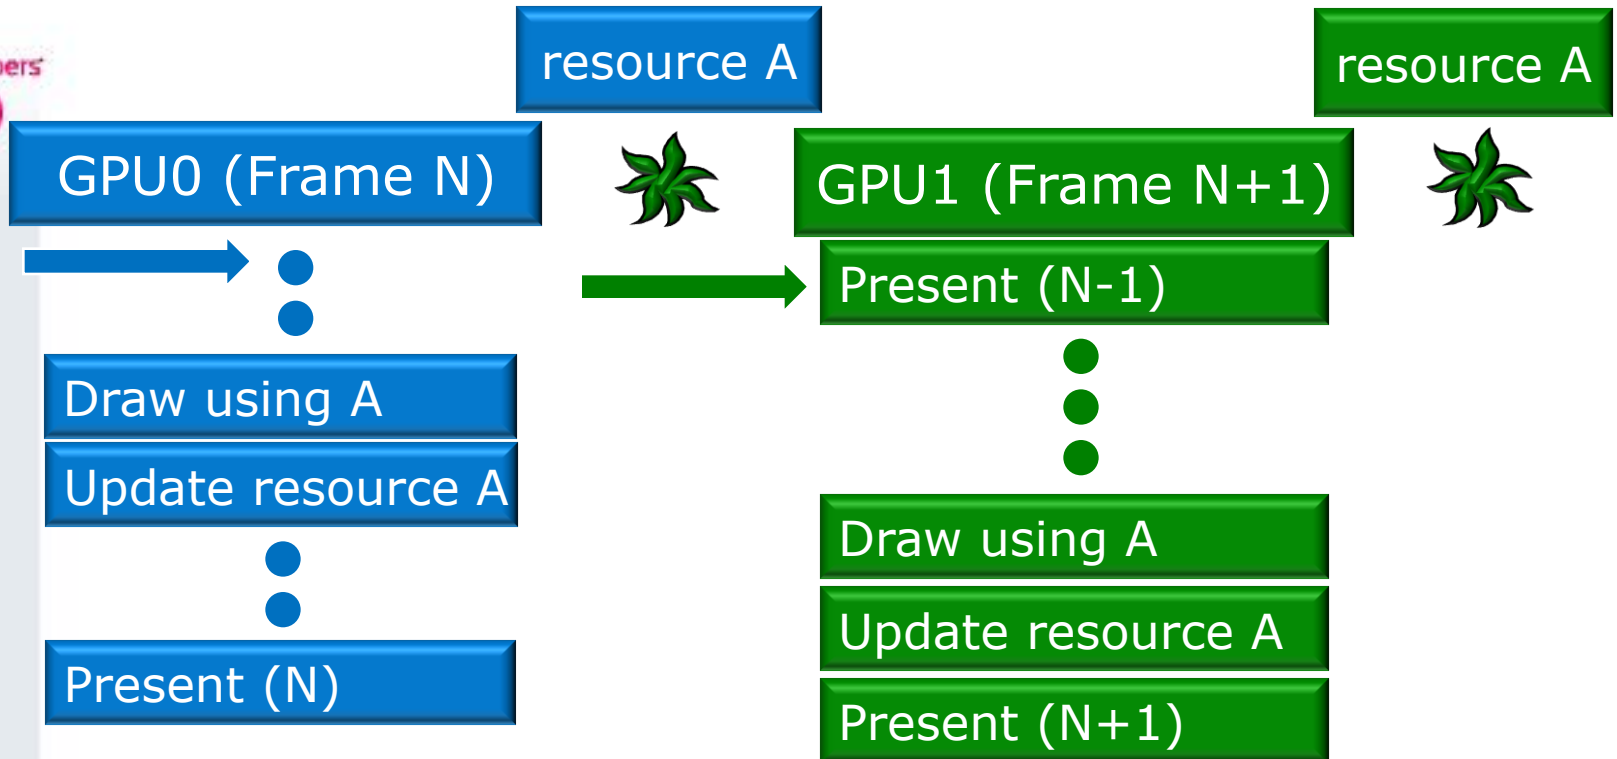 resource A
resource A
GPU0 (Frame N)
GPU1 (Frame N+1)
Present (N-1)
Draw using A
Update resource A
Present (N)
Draw using A
Update resource A
Present (N+1)